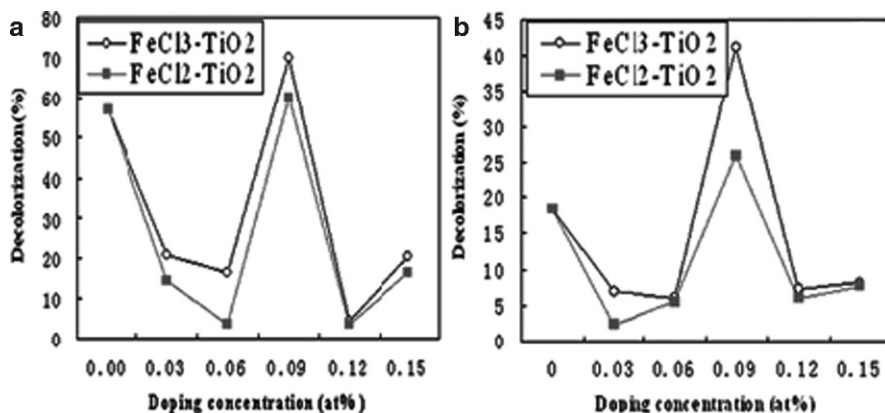 a
FeCl3-TiO2
FeCl2-TiO2
Decolorization(%)
80
70
60
50
40
30
20
10
0
0.00 0.03 0.06 0.09 0.12 0.15
Doping concentration(at%)
b
FeCl3-TiO2
FeCl2-TiO2
Decolorization (%)
45
40
35
30
25
20
15
10
5
0
0 0.03 0.06 0.09 0.12 0.15
Doping concentration (at%)